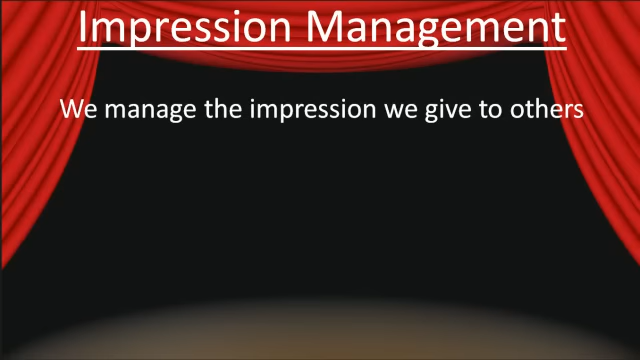 Impression Management
We manage the impression we give to others